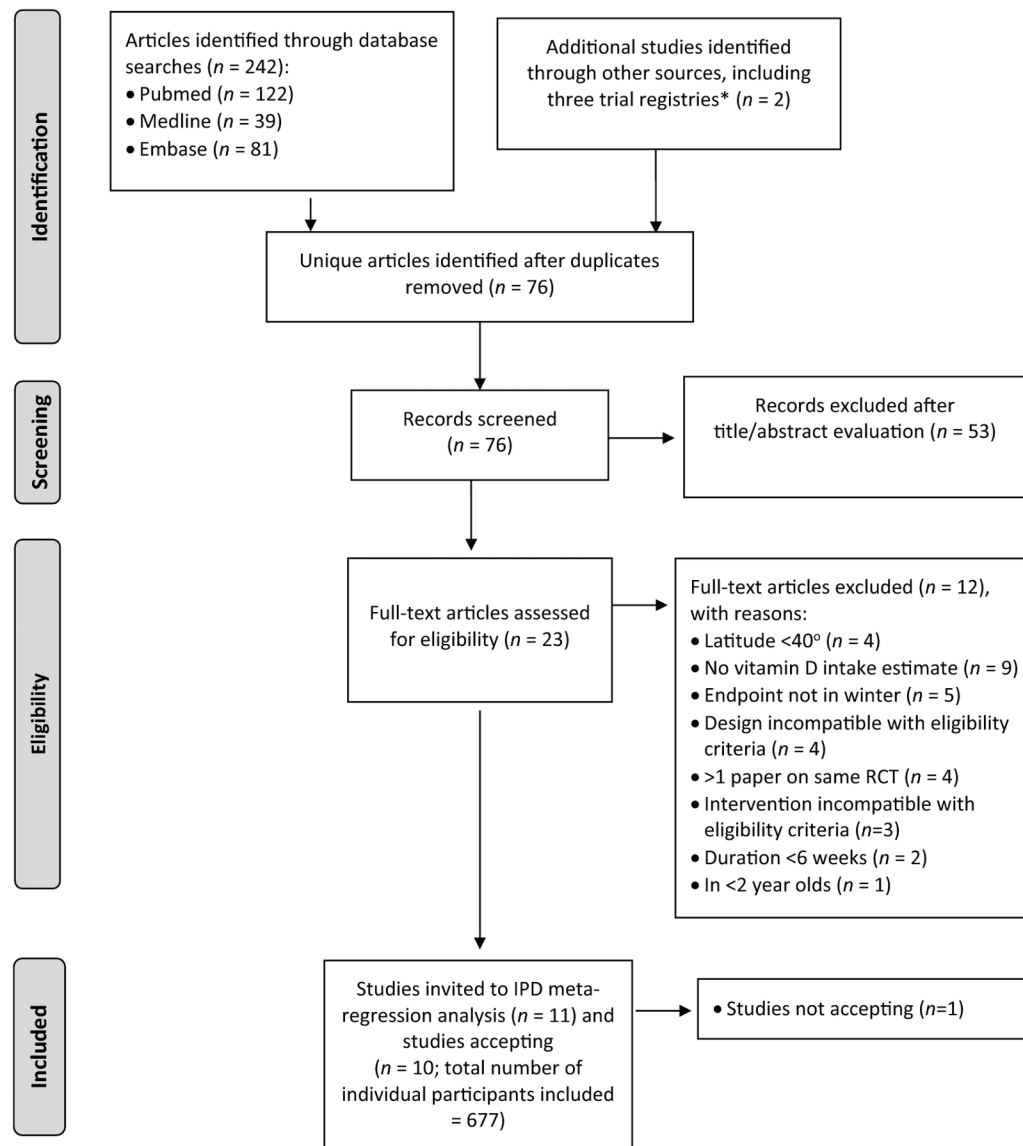 Identification
Articles identified through database
searches (n = 242):
• Pubmed (n = 122)
• Medline (n = 39)
• Embase (n = 81)
Additional studies identified
through other sources, including
three trial registries* (n = 2)
Unique articles identified after duplicates
removed (n = 76)
Screening
Records screened
(n = 76)
Records excluded after
title/abstract evaluation (n = 53)
Eligibility
Full-text articles assessed
for eligibility (n = 23)
Full-text articles excluded (n = 12),
with reasons:
• Latitude <40° (n = 4)
• No vitamin D intake estimate (n = 9)
• Endpoint not in winter (n = 5)
• Design incompatible with eligibility
criteria (n = 4)
• >1 paper on same RCT (n = 4)
• Intervention incompatible with
eligibility criteria (n=3)
• Duration <6 weeks (n = 2)
• In <2 year olds (n = 1)
Included
Studies invited to IPD meta-
regression analysis (n = 11) and
studies accepting
(n = 10; total number of
individual participants included
= 677)
• Studies not accepting (n=1)